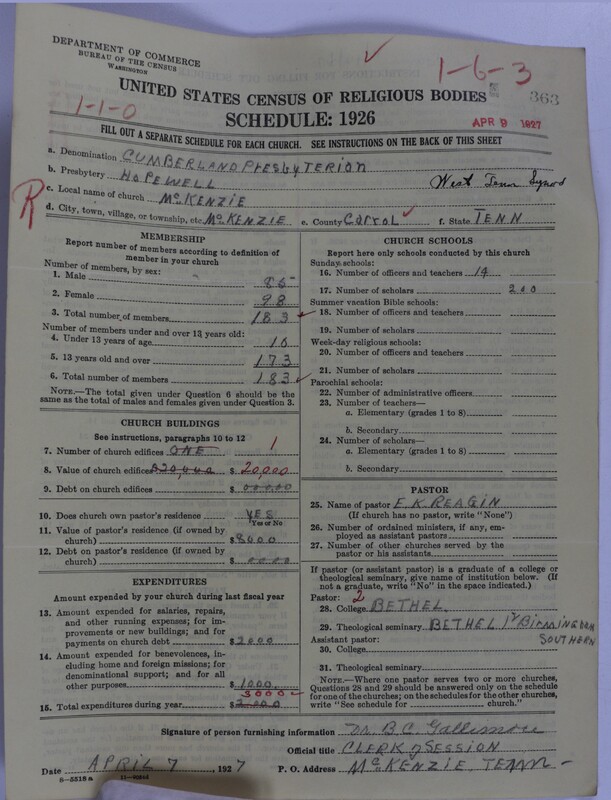 DEPARTMENT OF COMMERCE
BUREAU OF THE CENSUS
WASHINGTON
1-6-3
363
UNITED STATES CENSUS OF RELIGIOUS BODIES
1-1-0
SCHEDULE: 1926
APR 9 1927
FILL OUT A SEPARATE SCHEDULE FOR EACH CHURCH. SEE INSTRUCTIONS ON THE BACK OF THIS SHEET
a. Denomination CUMBERLAND PresbyTERION
b. Presbytery HOPEWELL
West Tenn Synod
R
c. Local name of church McKENZIE
d. City, town, village, or township, etc. McKENZIE e. County Carrol f. State TENN
MEMBERSHIP
Report number of members according to definition of
member in your church
Number of members, by sex:
1. Male 85
2. Female 98
3. Total number of members 183
Number of members under and over 13 years old:
4. Under 13 years of age 10
5. 13 years old and over 173
6. Total number of members 183
NOTE.—The total given under Question 6 should be
same as the total of males and females given under Question 3.
CHURCH BUILDINGS
See instructions, paragraphs 10 to 12
7. Number of church edifices ONE 1
8. Value of church edifices $20,000 $ 20,000
9. Debt on church edifices $ 00000
10. Does church own pastor's residence YES
Yes or No
11. Value of pastor's residence (if owned by
church) $8000
12. Debt on pastor's residence (if owned by
church) $ 0000
EXPENDITURES
Amount expended by your church during last fiscal year
13. Amount expended for salaries, repairs,
and other running expenses; for im-
provements or new buildings; and for
payments on church debt $2000
14. Amount expended for benevolences, in-
cluding home and foreign missions; for
denominational support; and for all
other purposes $1000
3000
15. Total expenditures during year $2000
CHURCH SCHOOLS
Report here only schools conducted by this church
Sunday schools:
16. Number of officers and teachers 14
17. Number of scholars 200
Summer vacation Bible schools:
18. Number of officers and teachers
19. Number of scholars
Week-day religious schools:
20. Number of officers and teachers
21. Number of scholars
Parochial schools:
22. Number of administrative officers
23. Number of teachers—
a. Elementary (grades 1 to 8)
b. Secondary
24. Number of scholars—
a. Elementary (grades 1 to 8)
b. Secondary
PASTOR
25. Name of pastor E.K. REAGIN
(If church has no pastor, write "None")
26. Number of ordained ministers, if any, em-
ployed as assistant pastors
27. Number of other churches served by the
pastor or his assistants
If pastor (or assistant pastor) is a graduate of a college or
theological seminary, give name of institution below. (If
not a graduate, write "No" in the space indicated.)
Pastor: 2
28. College BETHEL
29. Theological seminary BETHEL BIRMINGHAM
SOUTHERN
Assistant pastor:
30. College
31. Theological seminary
NOTE.—Where one pastor serves two or more churches,
Questions 28 and 29 should be answered only on the schedule
for one of the churches; on the schedules for the other churches,
write "See schedule for church."
Signature of person furnishing information Dr. B.C. Gallimore
Official title CLERK of SESSION
Date APRIL 7, 1927 P. O. Address McKENZIE TENN—
8—5518 a